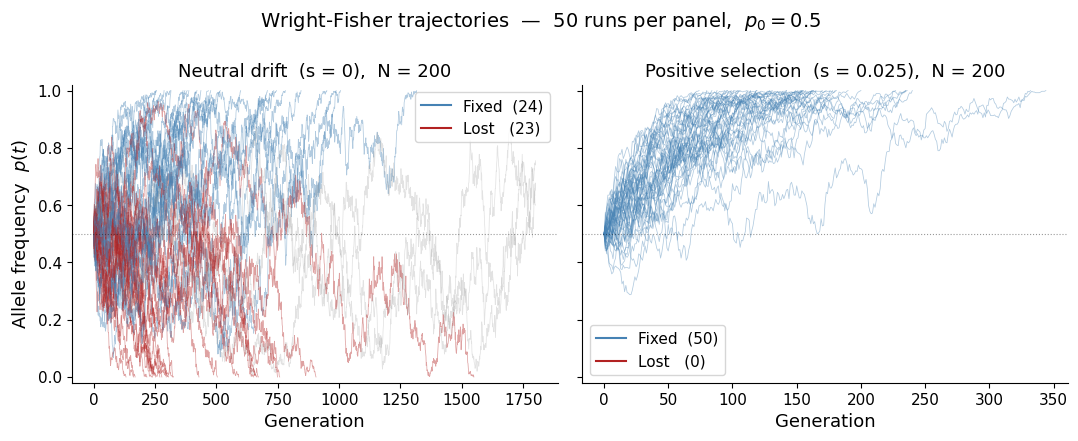 Wright-Fisher trajectories — 50 runs per panel, p₀ = 0.5
Neutral drift (s = 0), N = 200
Allele frequency p(t)
1.0
0.8
0.6
0.4
0.2
0.0
Fixed (24)
Lost (23)
0 250 500 750 1000 1250 1500 1750
Generation
Positive selection (s = 0.025), N = 200
Fixed (50)
Lost (0)
0 50 100 150 200 250 300 350
Generation